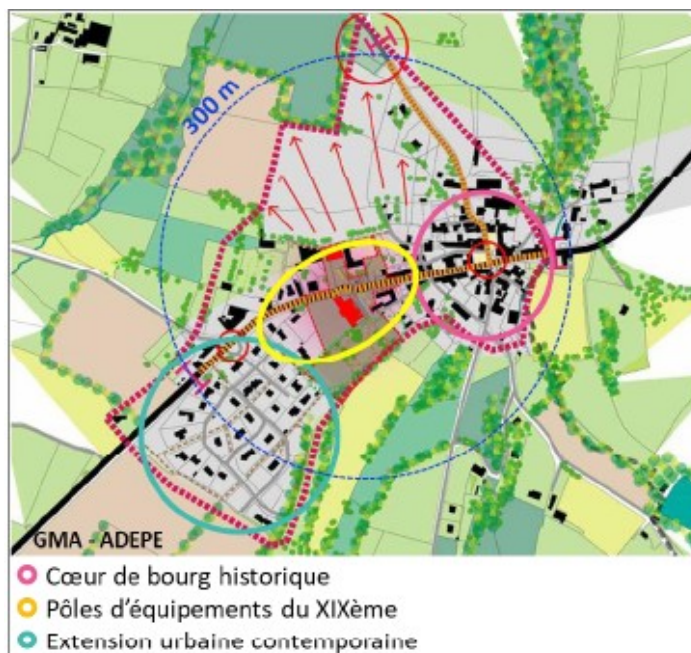 300 m
GMA - ADEPE
Cœur de bourg historique
Pôles d'équipements du XIXème
Extension urbaine contemporaine